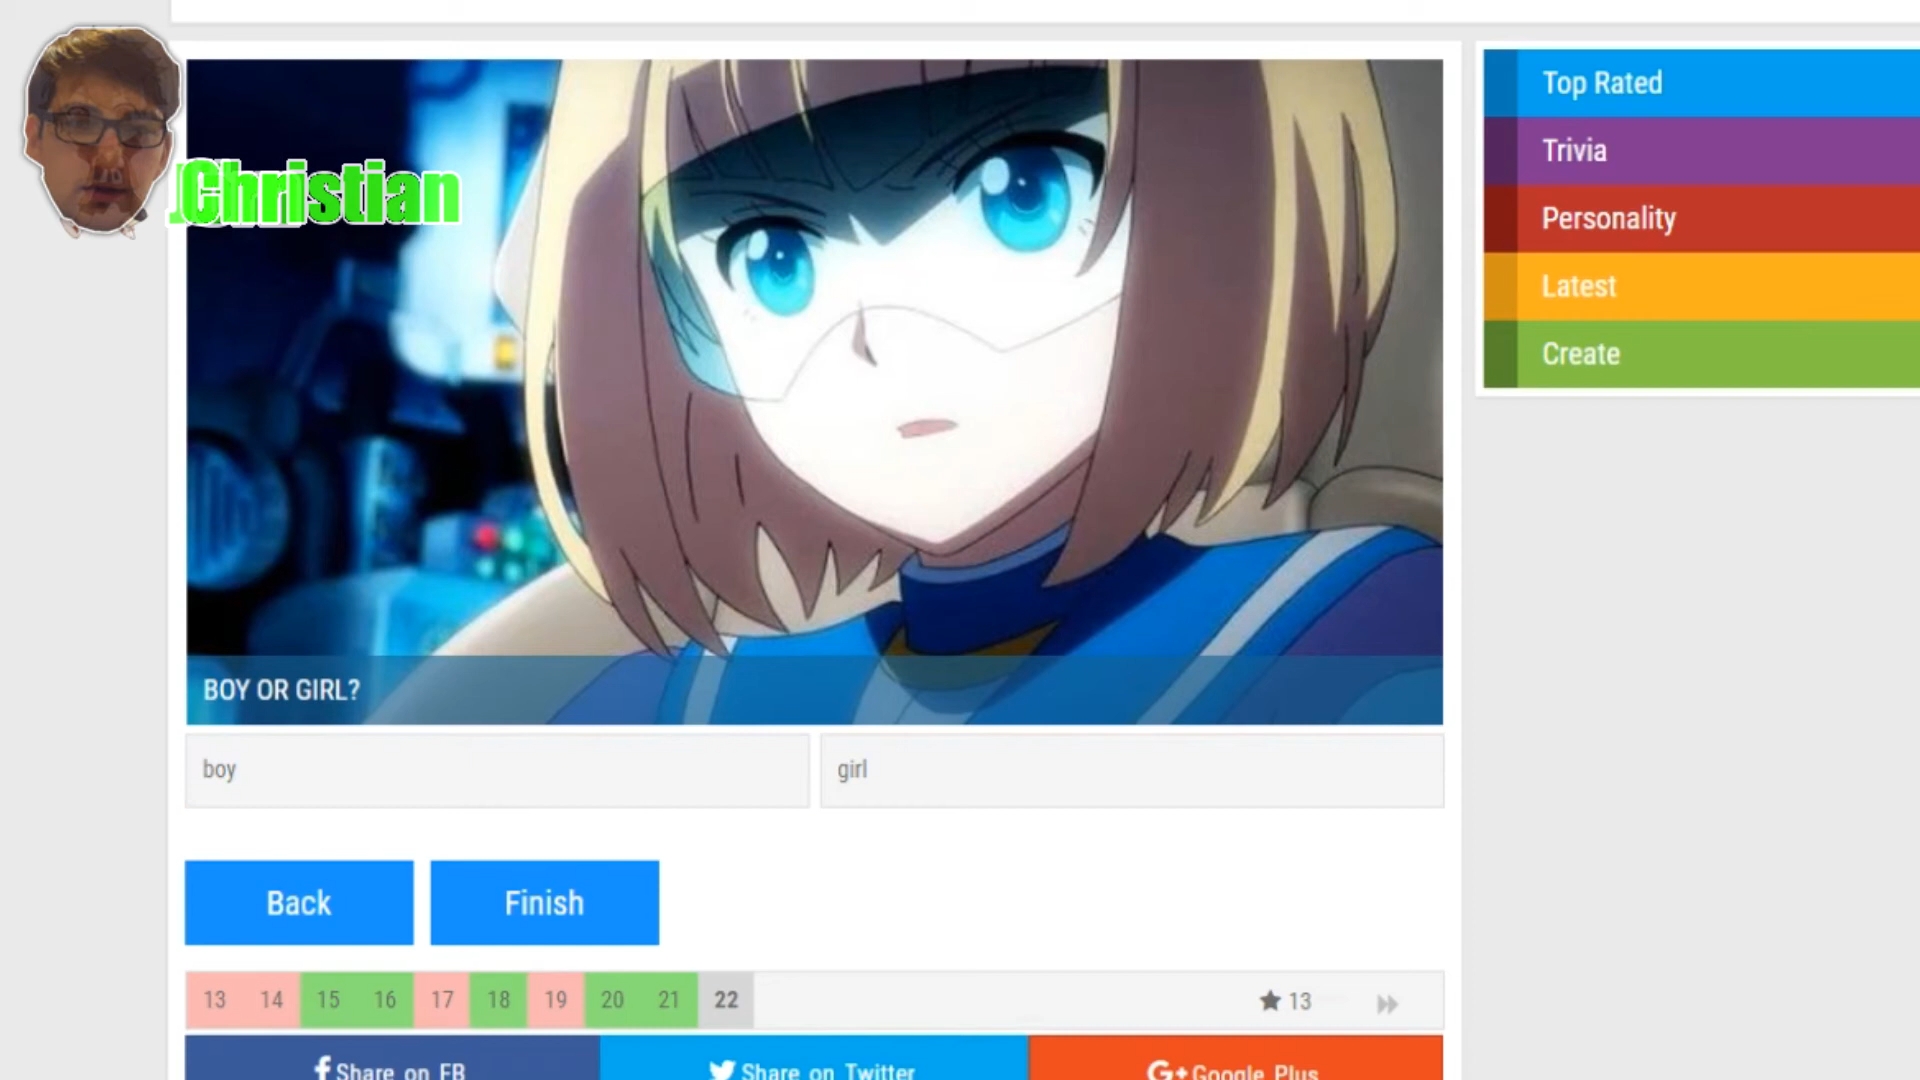 Christian
Top Rated
Trivia
Personality
Latest
Create
BOY OR GIRL?
boy
girl
Back
Finish
13 14 15 16 17 18 19 20 21 22
13
Share on FB
Share on Twitter
G+ Google Plus